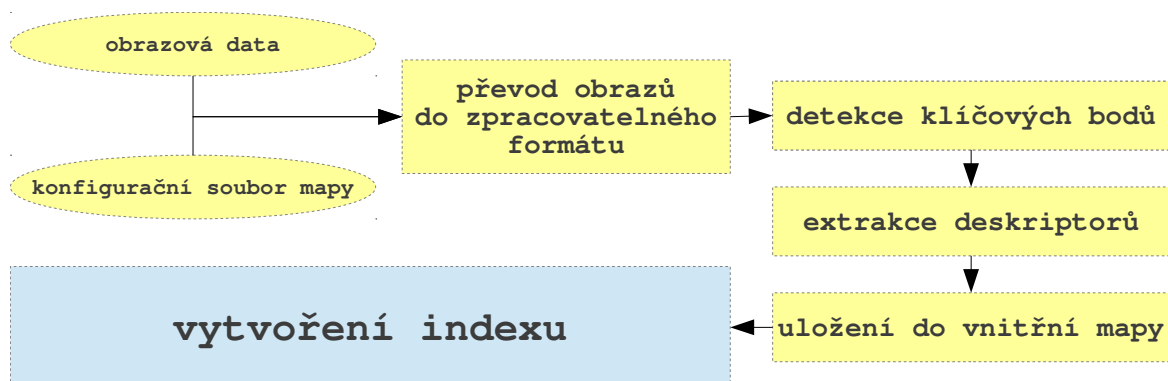 obrazová data
konfigurační soubor mapy
převod obrazů
do zpracovatelného
formátu
detekce klíčových bodů
extrakce deskriptorů
uložení do vnitřní mapy
vytvoření indexu